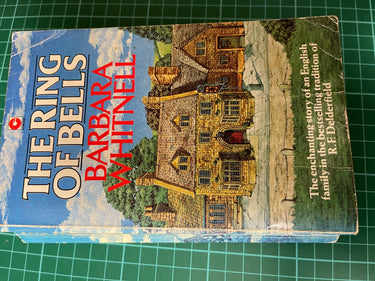 THE RING
OF BELLS
BARBARA
WHITNELL
The enchanting story of an English
family in the bestselling tradition of
R. F. Delderfield